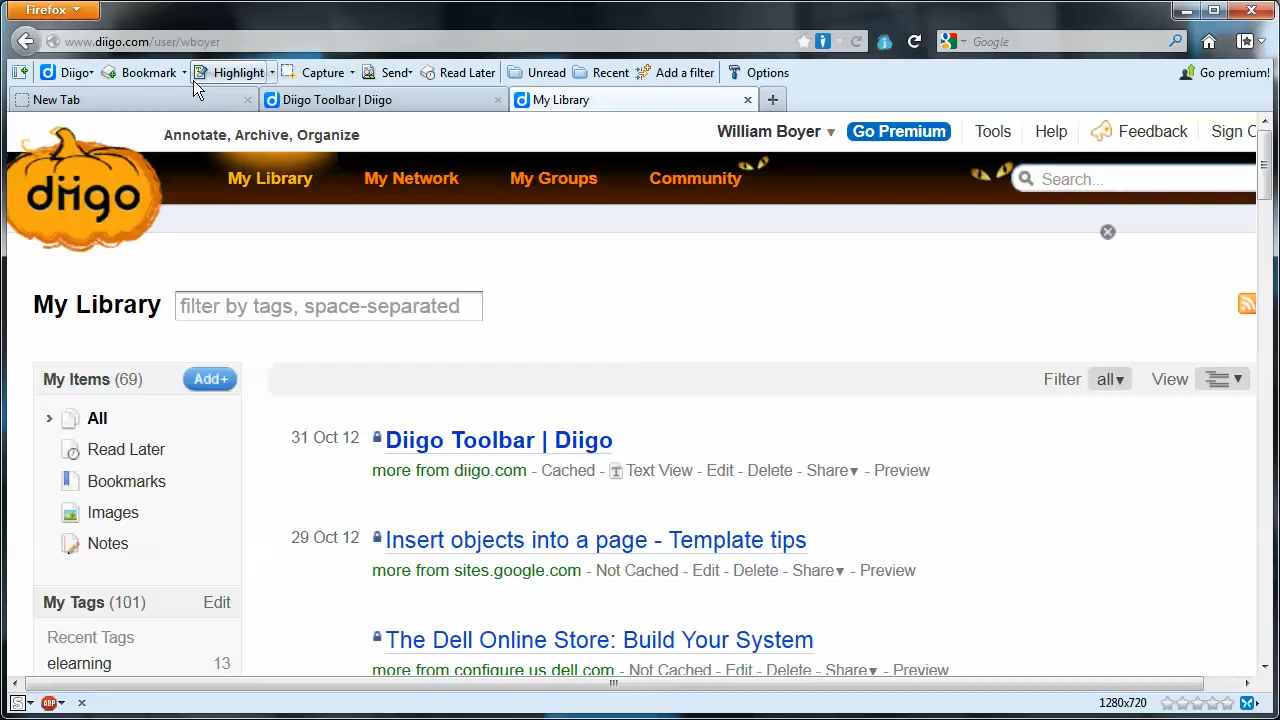 Firefox
www.diigo.com/user/wboyer
Google
Diigo Bookmark Highlight Capture Send Read Later Unread Recent Add a filter Options Go premium!
New Tab Diigo Toolbar | Diigo My Library
Annotate, Archive, Organize William Boyer Go Premium Tools Help Feedback Sign O
diigo My Library My Network My Groups Community Search...
My Library filter by tags, space-separated
My Items (69) Add+ Filter all View
All
Read Later
Bookmarks
Images
Notes
My Tags (101) Edit
Recent Tags
elearning 13
31 Oct 12 Diigo Toolbar | Diigo
more from diigo.com - Cached - T Text View - Edit - Delete - Share - Preview
29 Oct 12 Insert objects into a page - Template tips
more from sites.google.com - Not Cached - Edit - Delete - Share - Preview
The Dell Online Store: Build Your System
more from configure us dell com - Not Cached - Edit - Delete - Share - Preview
S ABP 1280x720